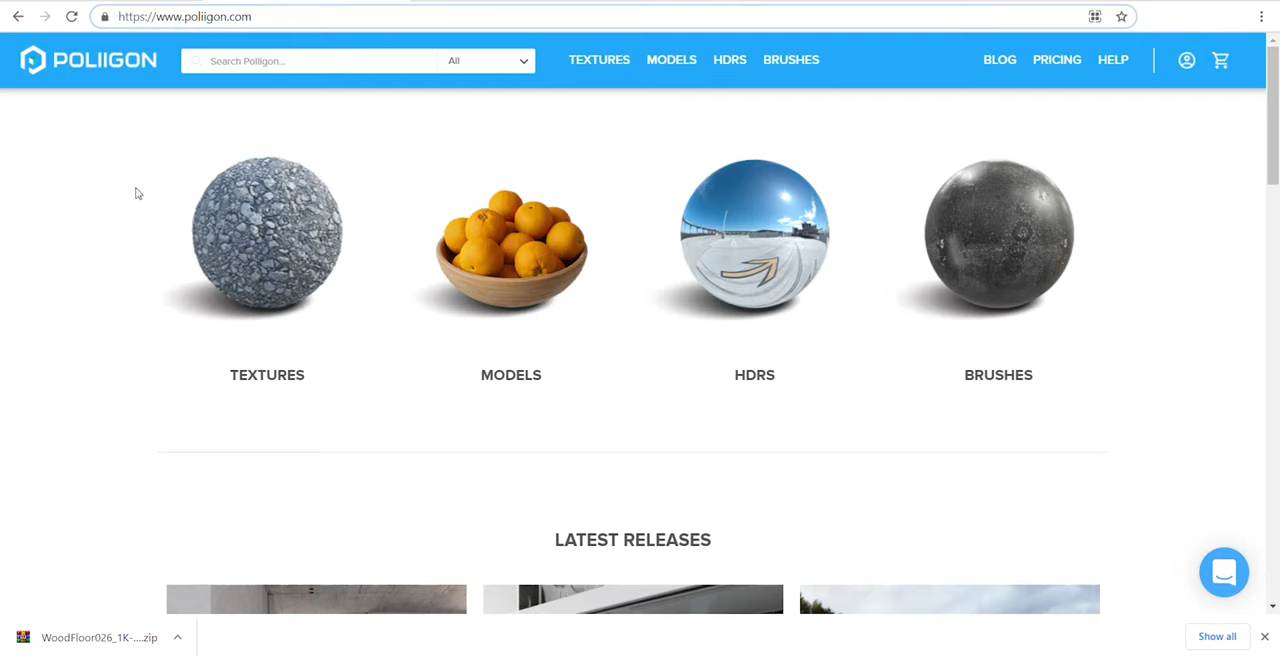 https://www.poliigon.com
POLIIGON
Search Poliigon...
All
TEXTURES
MODELS
HDRS
BRUSHES
BLOG
PRICING
HELP
TEXTURES
MODELS
HDRS
BRUSHES
LATEST RELEASES
WoodFloor026_1K-....zip
Show all